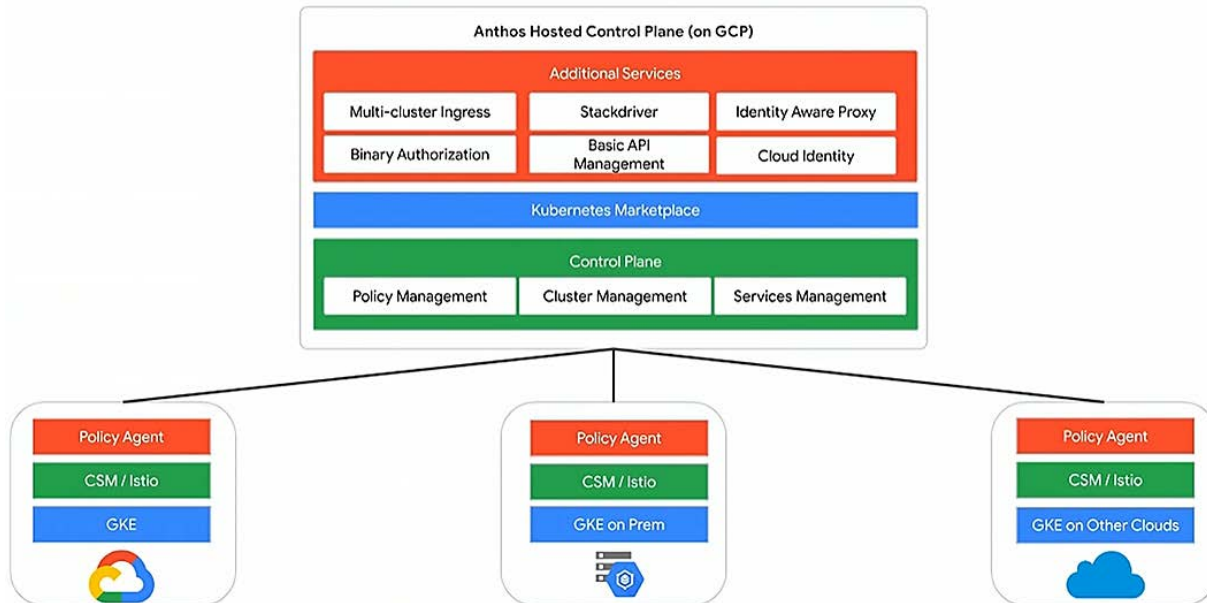 Anthos Hosted Control Plane (on GCP)
Additional Services
Multi-cluster Ingress
Stackdriver
Identity Aware Proxy
Binary Authorization
Basic API
Management
Cloud Identity
Kubernetes Marketplace
Control Plane
Policy Management
Cluster Management
Services Management
Policy Agent
CSM / Istio
GKE
Policy Agent
CSM / Istio
GKE on Prem
Policy Agent
CSM / Istio
GKE on Other Clouds